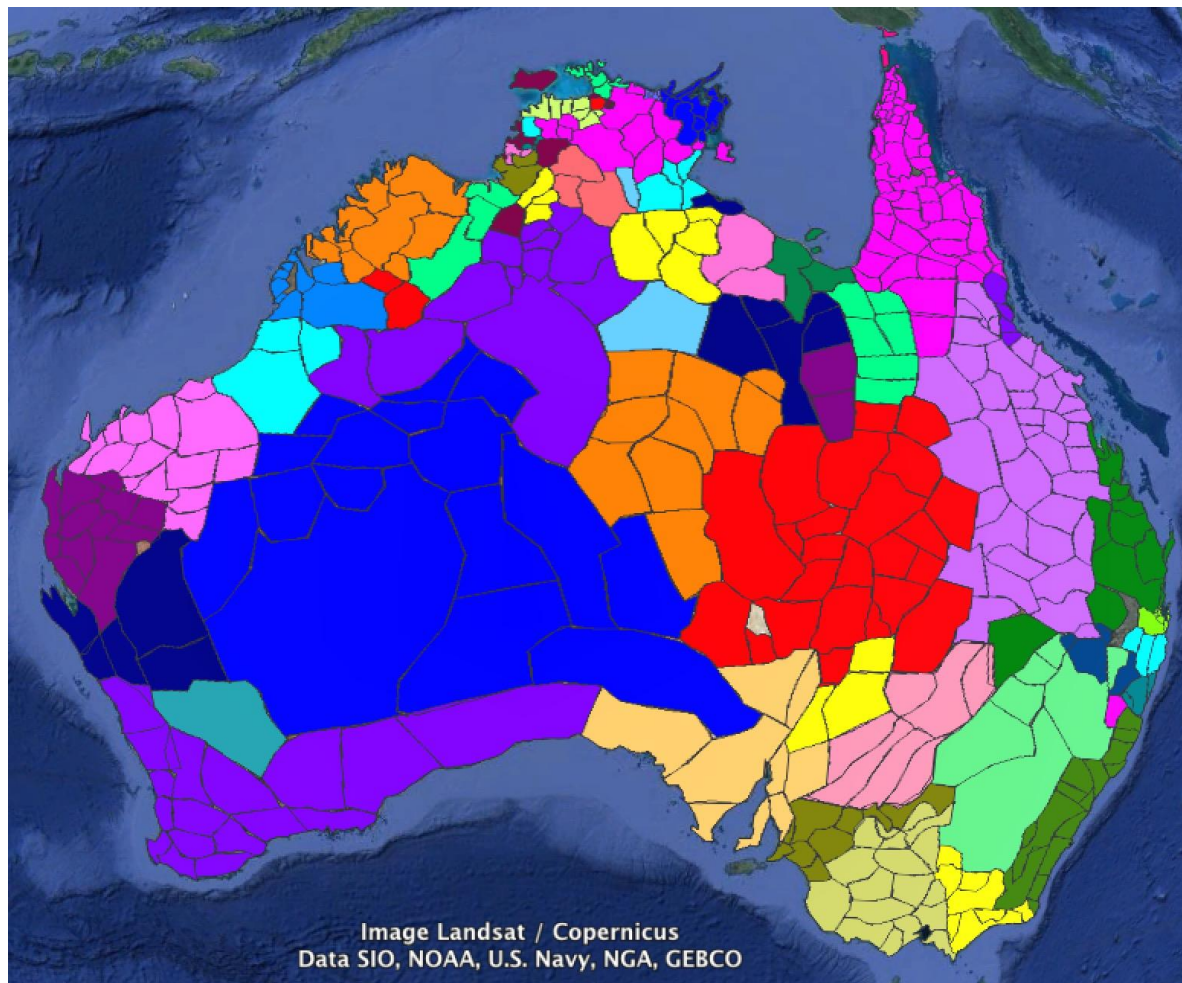 Image Landsat / Copernicus
Data SIO, NOAA, U.S. Navy, NGA, GEBCO